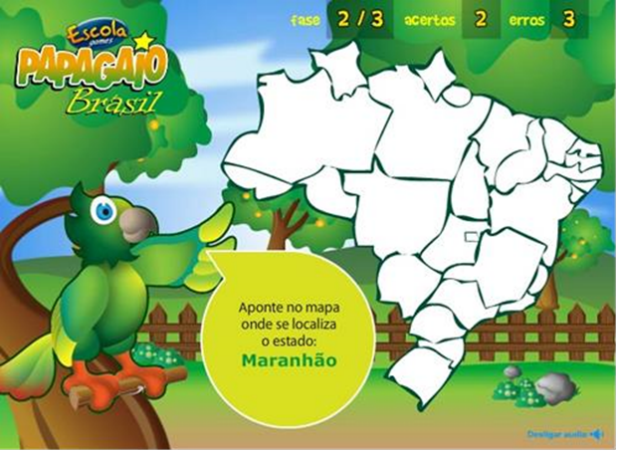 fase 2 / 3 acertos 2 erros 3
Escola
games
PAPAGAIO
Brasil
Aponte no mapa
onde se localiza
o estado:
Maranhão
Desligar audio